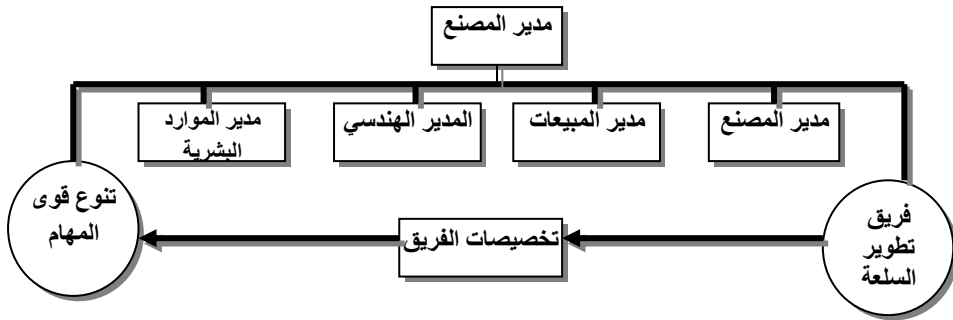 مدير المصنع
مدير المصنع
مدير المبيعات
المدير الهندسي
مدير الموارد
البشرية
فريق
تطوير
السلعة
تخصيصات الفريق
تنوع قوى
المهام